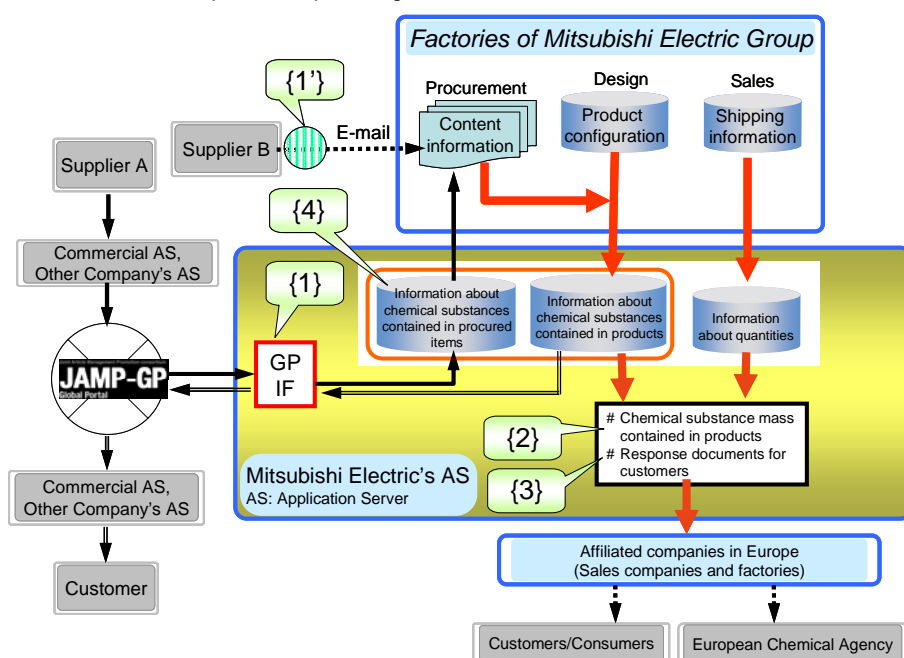 Factories of Mitsubishi Electric Group
{1’}
Procurement
Design
Sales
Content
information
Product
configuration
Shipping
information
E-mail
Supplier B
Supplier A
Commercial AS,
Other Company’s AS
{4}
{1}
Information about
chemical substances
contained in procured
items
Information about
chemical substances
contained in products
Information
about quantities
JAMP-GP
Global Portal
GP
IF
# Chemical substance mass
contained in products
# Response documents for
customers
{2}
{3}
Mitsubishi Electric’s AS
AS: Application Server
Commercial AS,
Other Company’s AS
Customer
Affiliated companies in Europe
(Sales companies and factories)
Customers/Consumers
European Chemical Agency